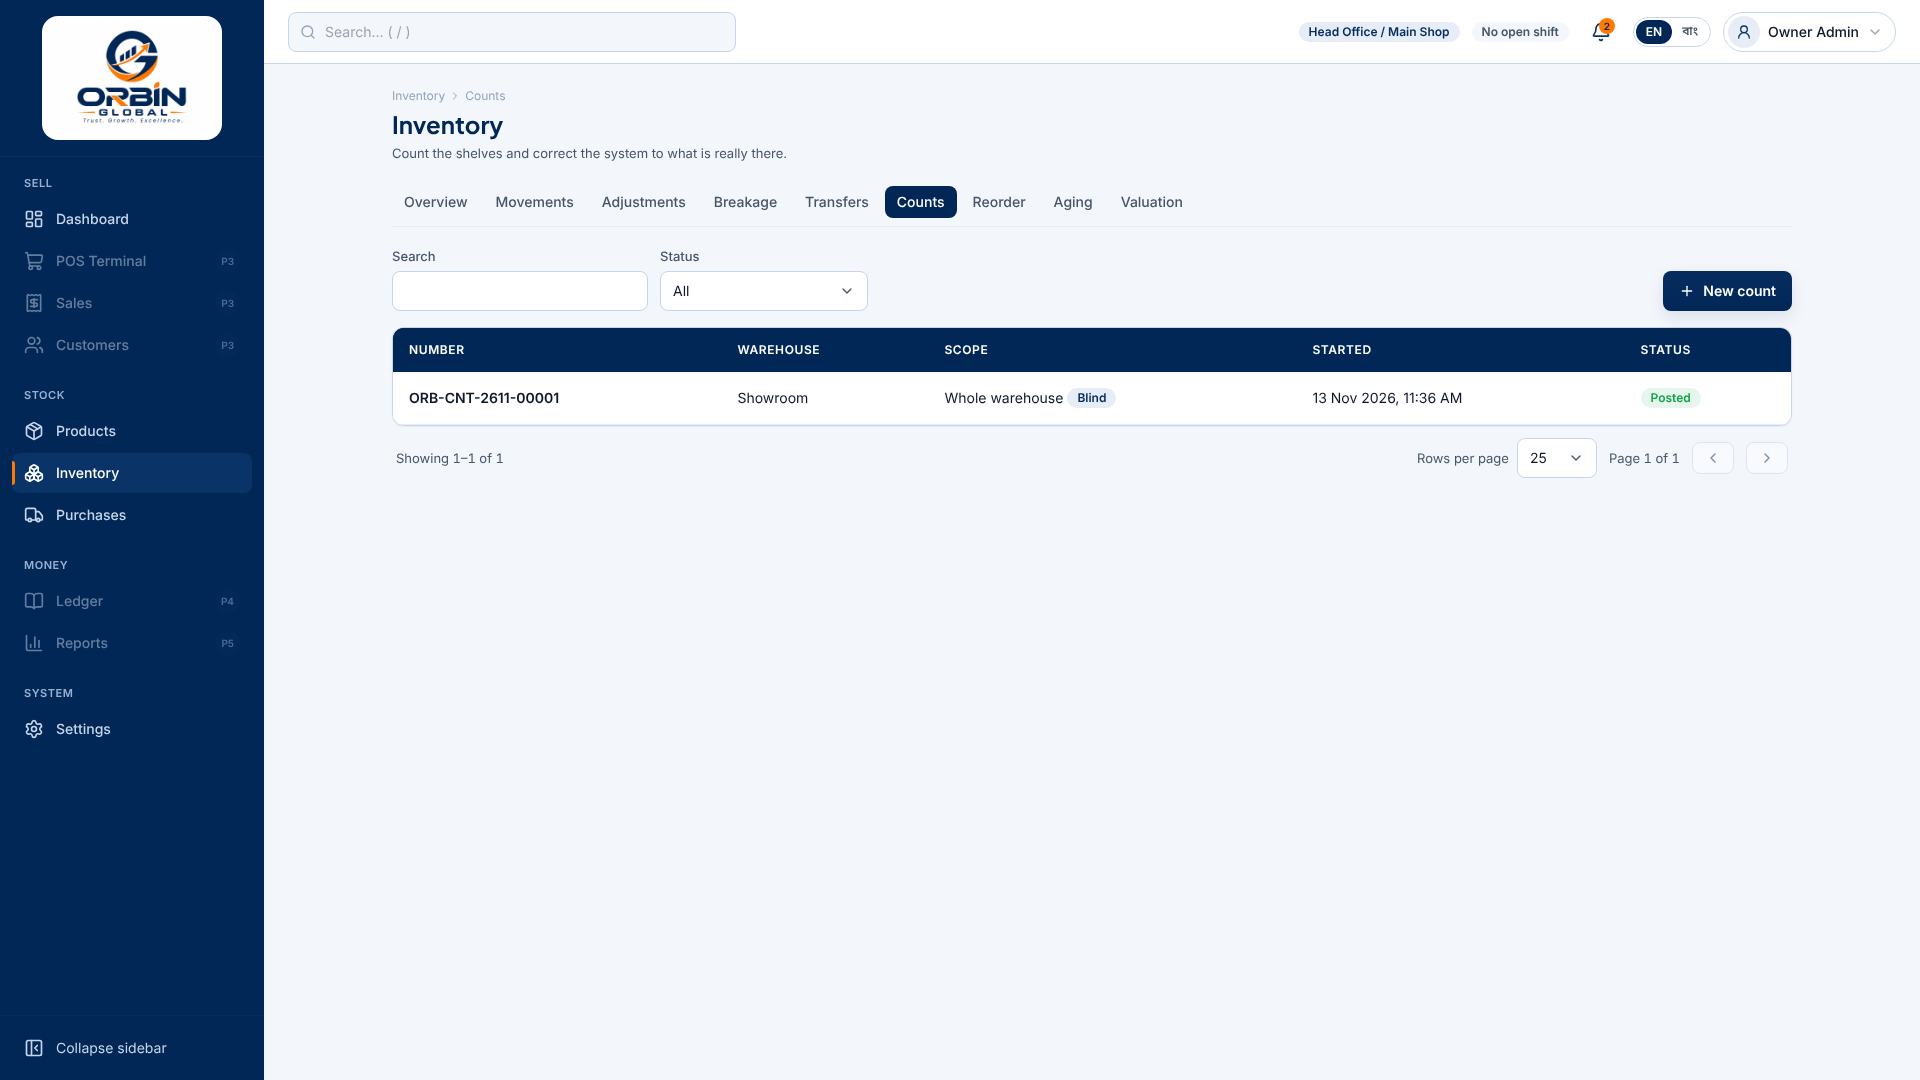 ORBIN
GLOBAL
Trust. Growth. Excellence.
SELL
Dashboard
POS Terminal P3
Sales P3
Customers P3
STOCK
Products
Inventory
Purchases
MONEY
Ledger P4
Reports P5
SYSTEM
Settings
Collapse sidebar
Search... ( / )
Head Office / Main Shop No open shift 2 EN বাং Owner Admin
Inventory Counts
Inventory
Count the shelves and correct the system to what is really there.
Overview Movements Adjustments Breakage Transfers Counts Reorder Aging Valuation
Search Status
All + New count
NUMBER WAREHOUSE SCOPE STARTED STATUS
ORB-CNT-2611-00001 Showroom Whole warehouse Blind 13 Nov 2026, 11:36 AM Posted
Showing 1–1 of 1 Rows per page 25 Page 1 of 1